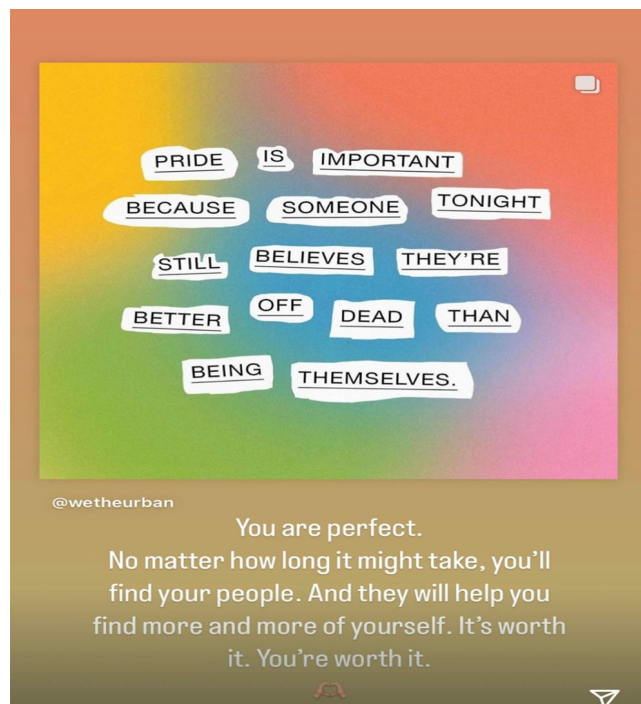 PRIDE IS IMPORTANT
BECAUSE SOMEONE TONIGHT
STILL BELIEVES THEY'RE
BETTER OFF DEAD THAN
BEING THEMSELVES.
@wetheurban
You are perfect.
No matter how long it might take, you'll
find your people. And they will help you
find more and more of yourself. It's worth
it. You're worth it.